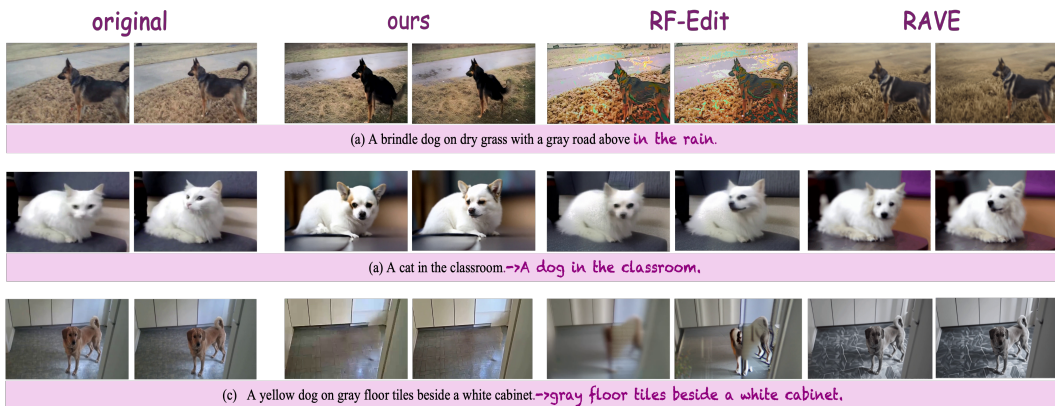 original ours RF-Edit RAVE
(a) A brindle dog on dry grass with a gray road above in the rain.
(a) A cat in the classroom.->A dog in the classroom.
(c) A yellow dog on gray floor tiles beside a white cabinet.->gray floor tiles beside a white cabinet.